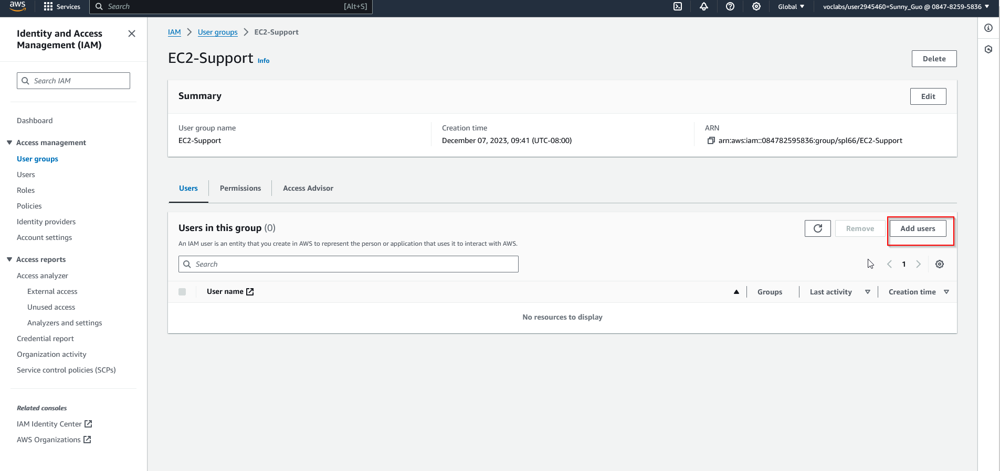 aws
Services
Search
[Alt+S]
Global
voclabs/user2945460=Sunny_Guo @ 0847-8259-5836
Identity and Access
Management (IAM)
Search IAM
Dashboard
Access management
User groups
Users
Roles
Policies
Identity providers
Account settings
Access reports
Access analyzer
External access
Unused access
Analyzers and settings
Credential report
Organization activity
Service control policies (SCPs)
Related consoles
IAM Identity Center
AWS Organizations
IAM
User groups
EC2-Support
EC2-Support Info
Delete
Summary
Edit
User group name
EC2-Support
Creation time
December 07, 2023, 09:41 (UTC-08:00)
ARN
arn:aws:iam::084782595836:group/spl66/EC2-Support
Users
Permissions
Access Advisor
Users in this group (0)
An IAM user is an entity that you create in AWS to represent the person or application that uses it to interact with AWS.
Remove
Add users
Search
1
User name
Groups
Last activity
Creation time
No resources to display